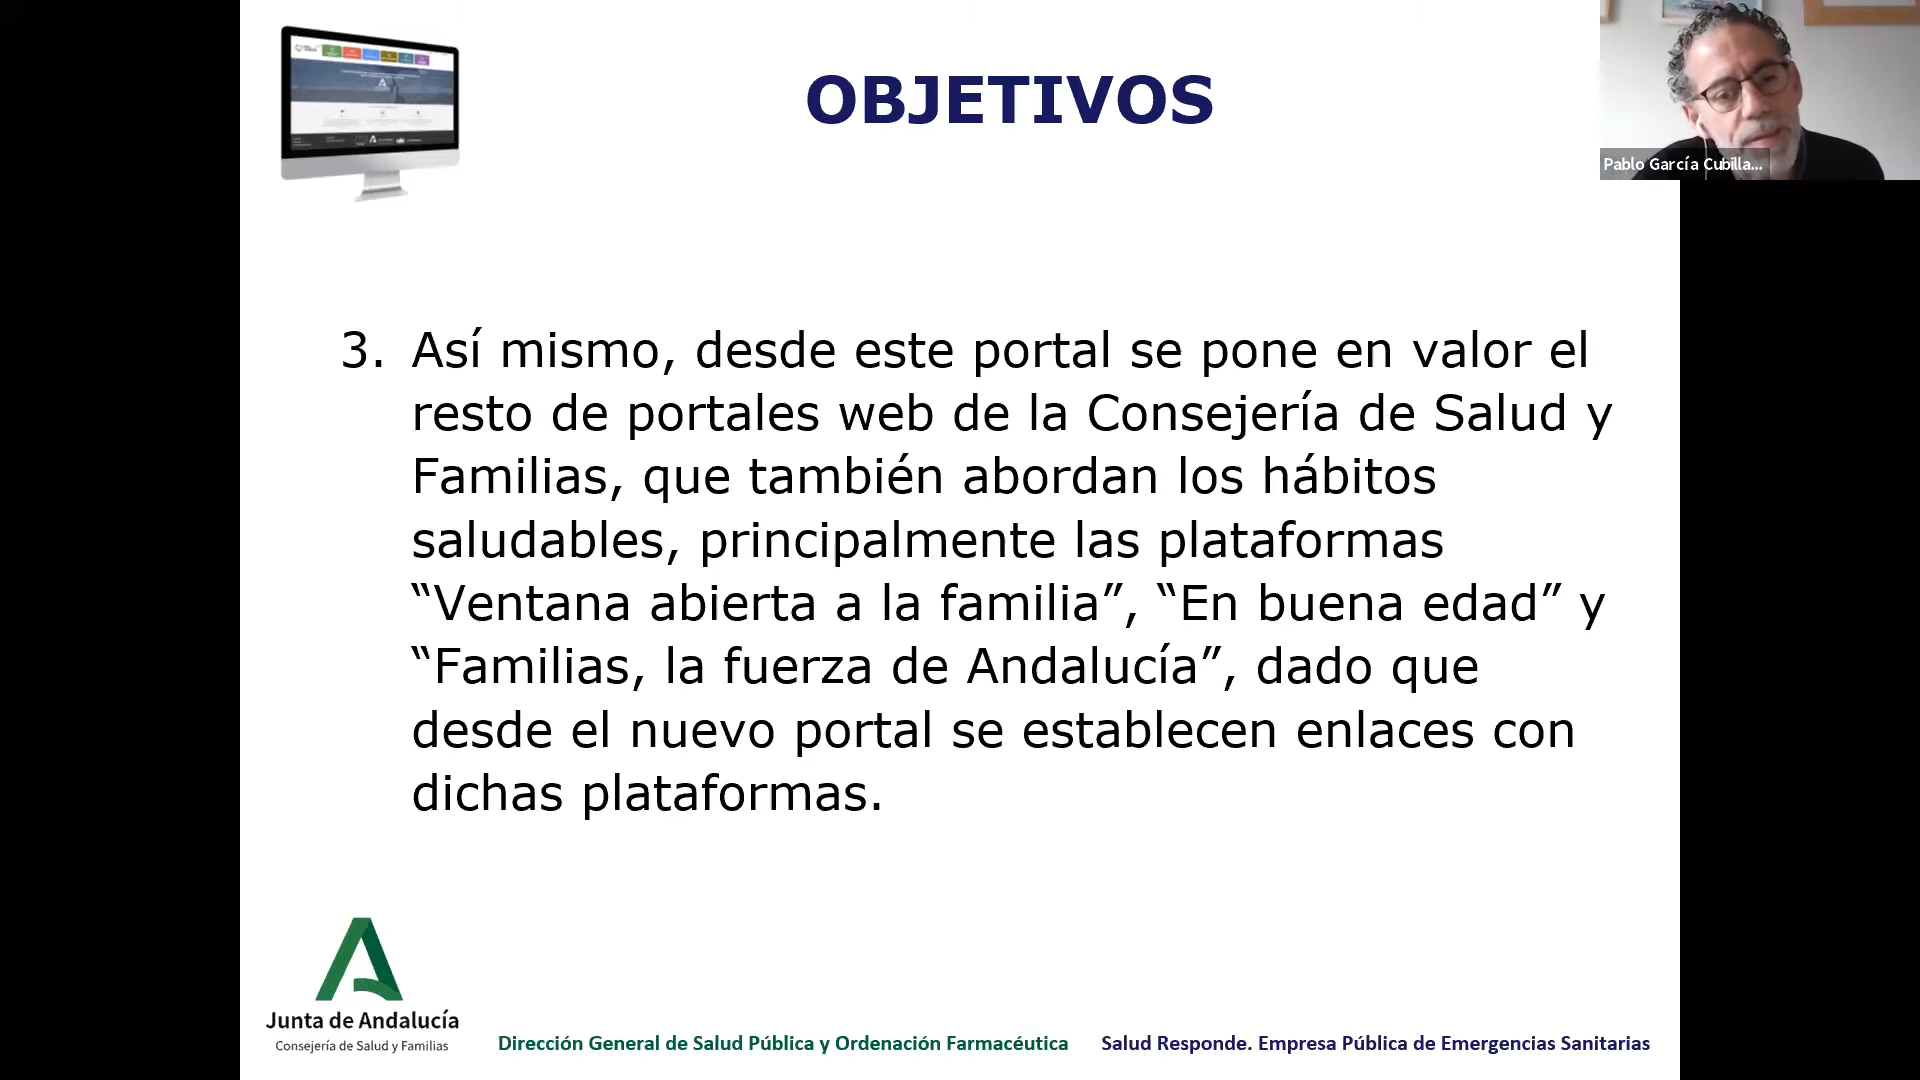 OBJETIVOS
Pablo García Cubilla...
3. Así mismo, desde este portal se pone en valor el
resto de portales web de la Consejería de Salud y
Familias, que también abordan los hábitos
saludables, principalmente las plataformas
“Ventana abierta a la familia”, “En buena edad” y
“Familias, la fuerza de Andalucía”, dado que
desde el nuevo portal se establecen enlaces con
dichas plataformas.
Junta de Andalucía
Consejería de Salud y Familias
Dirección General de Salud Pública y Ordenación Farmacéutica
Salud Responde. Empresa Pública de Emergencias Sanitarias